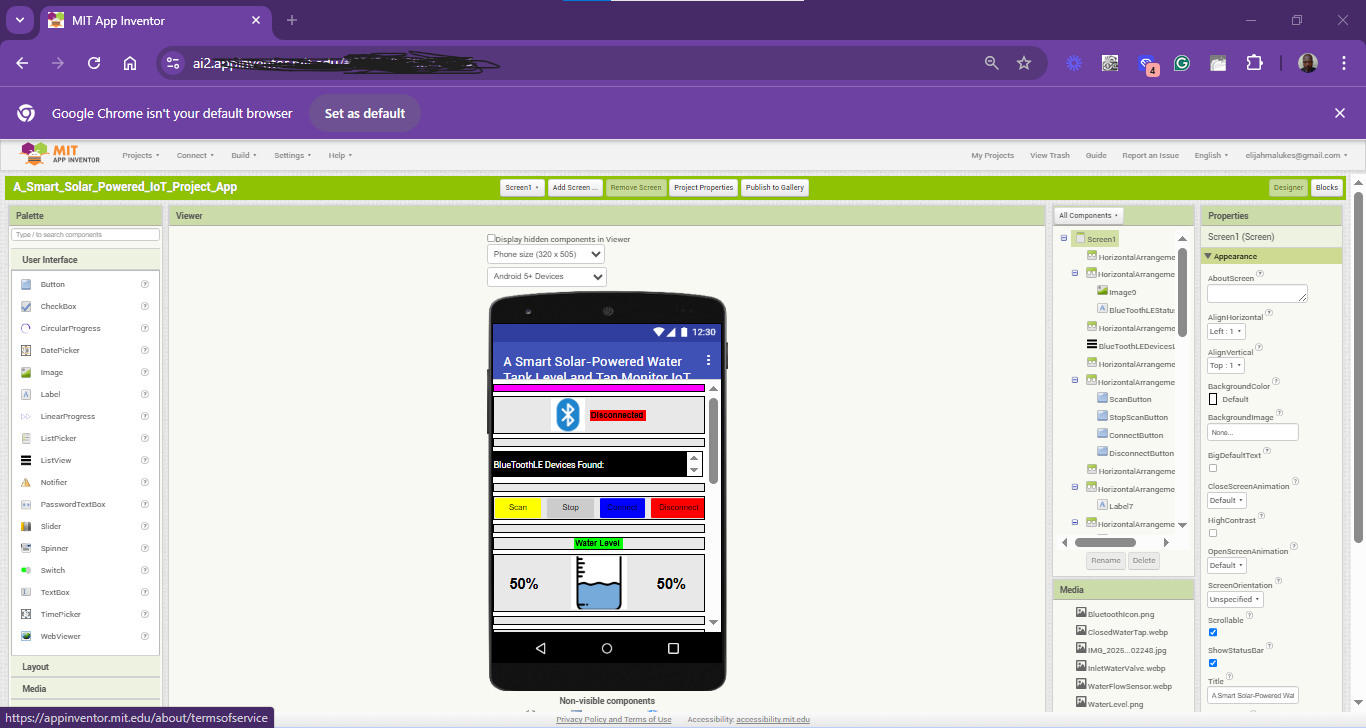 MIT App Inventor
ai2.appinventor.mit.edu/
4
Google Chrome isn't your default browser
Set as default
MIT
APP INVENTOR
Projects
Connect
Build
Settings
Help
My Projects
View Trash
Guide
Report an Issue
English
elijahmalukes@gmail.com
A_Smart_Solar_Powered_IoT_Project_App
Screen1
Add Screen ...
Remove Screen
Project Properties
Publish to Gallery
Designer
Blocks
Palette
Type / to search components
User Interface
Button
CheckBox
CircularProgress
DatePicker
Image
Label
LinearProgress
ListPicker
ListView
Notifier
PasswordTextBox
Slider
Spinner
Switch
TextBox
TimePicker
WebViewer
Layout
Media
https://appinventor.mit.edu/about/termsofservice
Viewer
Display hidden components in Viewer
Phone size (320 x 505)
Android 5+ Devices
12:30
A Smart Solar-Powered Water
Tank Level and Tap Monitor IoT
Disconnected
BlueToothLE Devices Found:
Scan
Stop
Connect
Disconnect
Water Level
50%
50%
Non-visible components
Privacy Policy and Terms of Use
Accessibility: accessibility.mit.edu
All Components
Screen1
HorizontalArrangeme
HorizontalArrangeme
Image9
BlueToothLEStatu
HorizontalArrangeme
BlueToothLEDevicesL
HorizontalArrangeme
HorizontalArrangeme
ScanButton
StopScanButton
ConnectButton
DisconnectButton
HorizontalArrangeme
HorizontalArrangeme
Label7
HorizontalArrangeme
Rename
Delete
Media
BluetoothIcon.png
ClosedWaterTap.webp
IMG_2025...02248.jpg
InletWaterValve.webp
WaterFlowSensor.webp
WaterLevel.png
Properties
Screen1 (Screen)
Appearance
AboutScreen
AlignHorizontal
Left : 1
AlignVertical
Top : 1
BackgroundColor
Default
BackgroundImage
None...
BigDefaultText
CloseScreenAnimation
Default
HighContrast
OpenScreenAnimation
Default
ScreenOrientation
Unspecified
Scrollable
ShowStatusBar
Title
A Smart Solar-Powered Wat